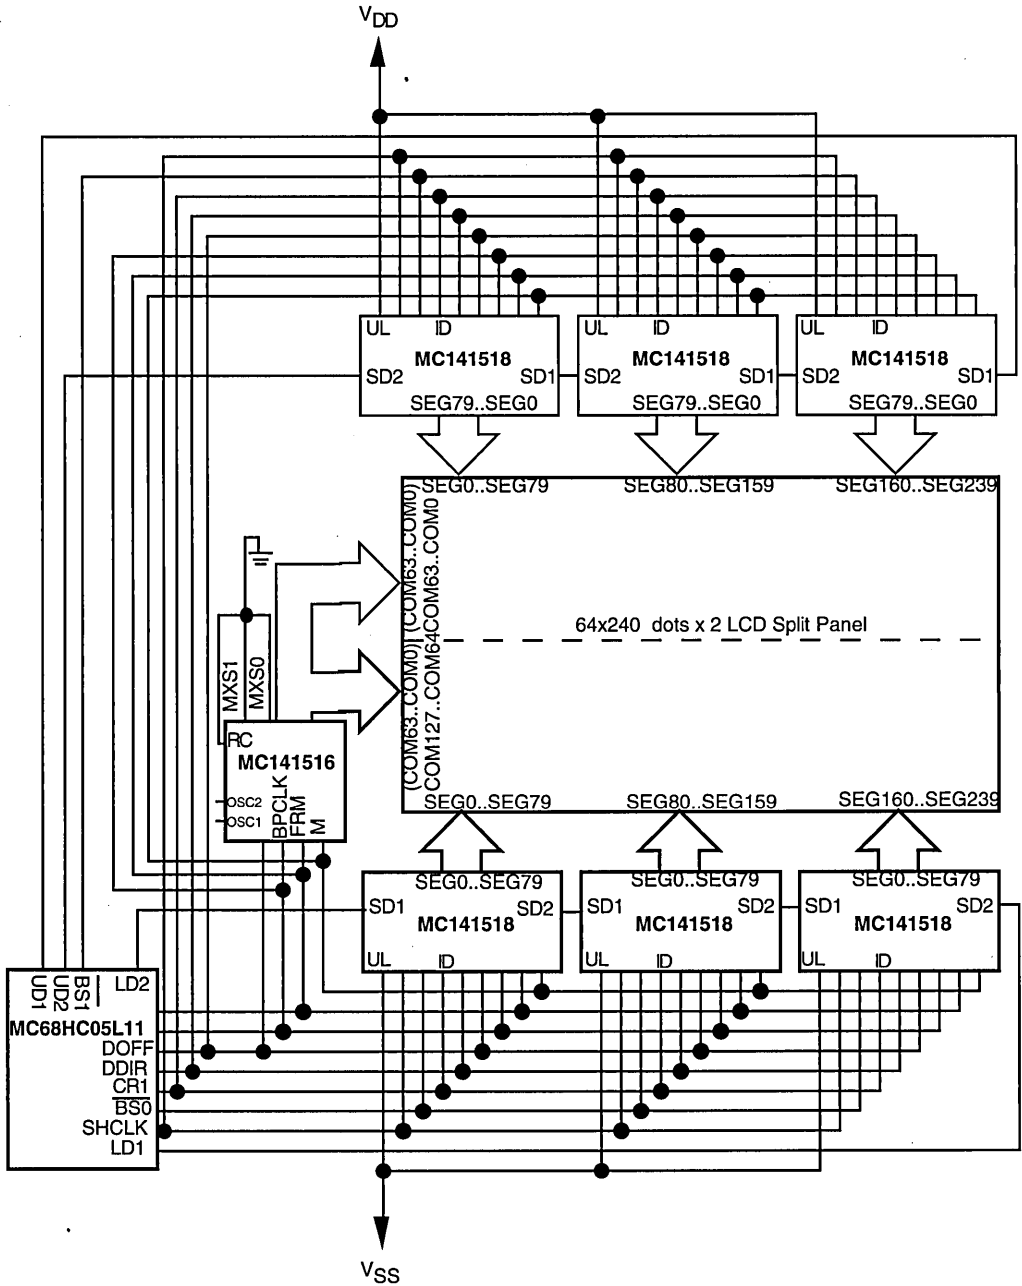 VDD
UL ID
MC141518
SD2 SD1
SEG79..SEG0
UL ID
MC141518
SD2 SD1
SEG79..SEG0
UL ID
MC141518
SD2 SD1
SEG79..SEG0
SEG0..SEG79 SEG80..SEG159 SEG160..SEG239
(COM63..COM0) (COM63..COM0)
COM127..COM64 COM63..COM0
64x240 dots x 2 LCD Split Panel
SEG0..SEG79 SEG80..SEG159 SEG160..SEG239
MXS1
MXS0
RC
MC141516
OSC2
OSC1
BPCLK
FRM
M
SEG0..SEG79
SD1 SD2
MC141518
UL ID
SEG0..SEG79
SD1 SD2
MC141518
UL ID
SEG0..SEG79
SD1 SD2
MC141518
UL ID
UD1
UD2
BS1
LD2
MC68HC05L11
DOFF
DDIR
CR1
BS0
SHCLK
LD1
VSS